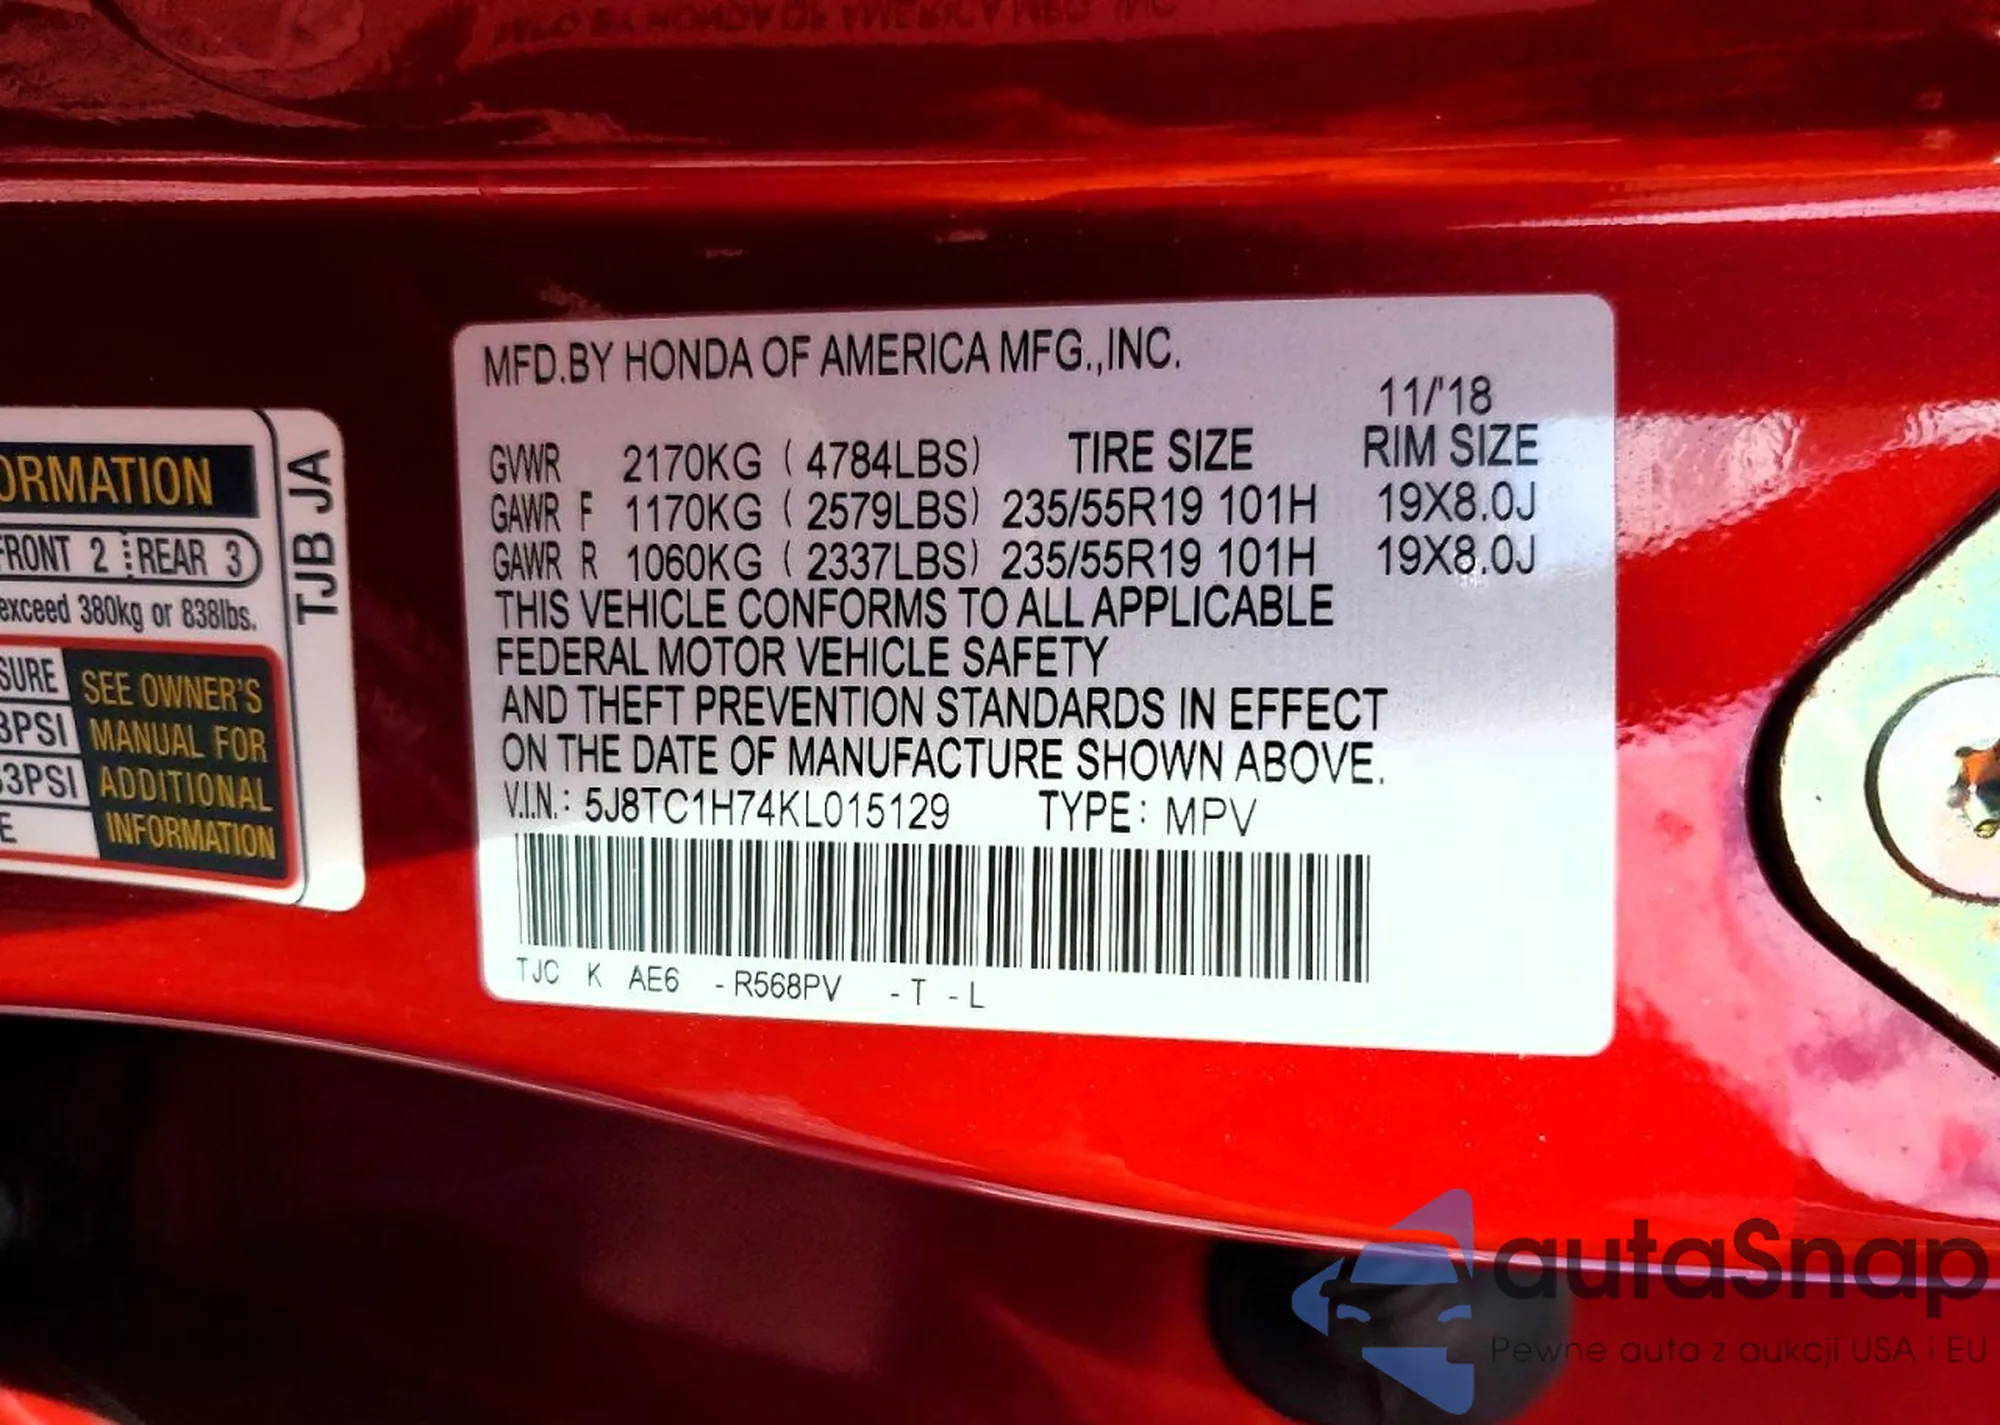 MFD.BY HONDA OF AMERICA MFG.,INC.
11/'18
GVWR 2170KG ( 4784LBS) TIRE SIZE RIM SIZE
GAWR F 1170KG ( 2579LBS) 235/55R19 101H 19X8.0J
GAWR R 1060KG ( 2337LBS) 235/55R19 101H 19X8.0J
THIS VEHICLE CONFORMS TO ALL APPLICABLE
FEDERAL MOTOR VEHICLE SAFETY
AND THEFT PREVENTION STANDARDS IN EFFECT
ON THE DATE OF MANUFACTURE SHOWN ABOVE.
V.I.N.: 5J8TC1H74KL015129 TYPE: MPV
TJC K AE6 -R568PV -T -L
ORMATION
FRONT 2 REAR 3
exceed 380kg or 838lbs.
SURE
3PSI
33PSI
E
SEE OWNER'S
MANUAL FOR
ADDITIONAL
INFORMATION
TJB JA
autaSnap
Pewne auta z aukcji USA i EU